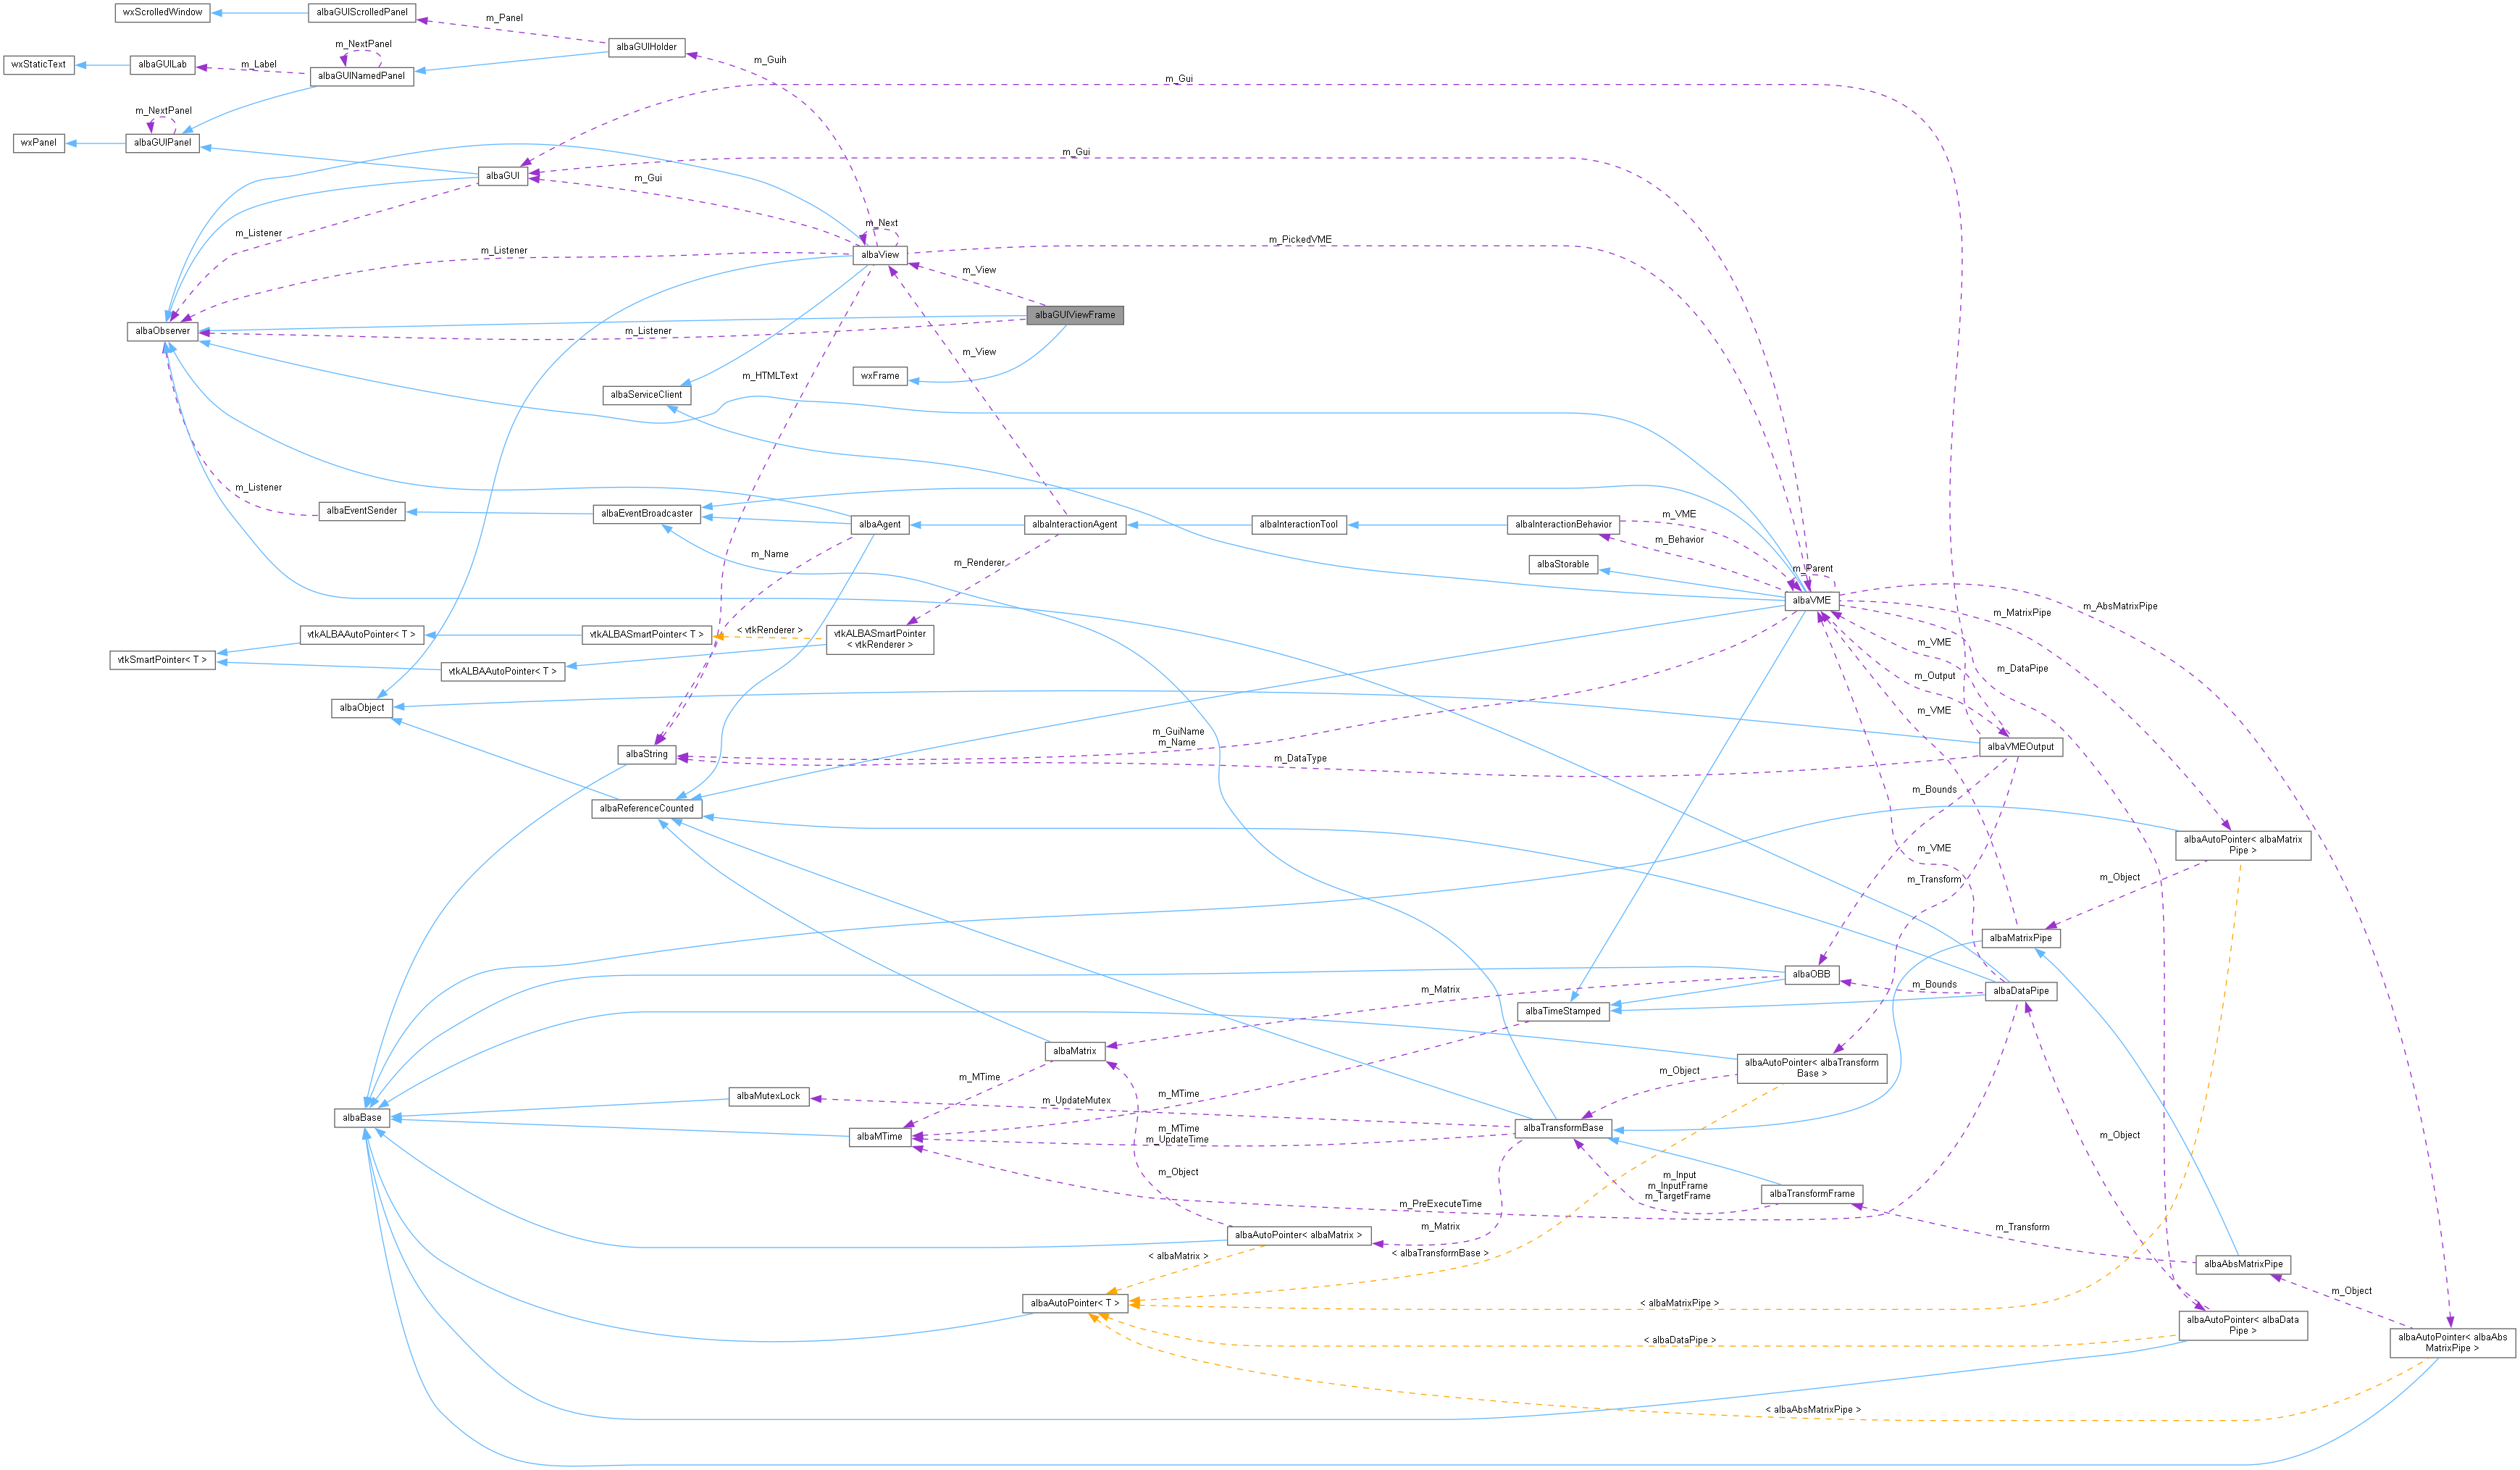 wxScrolledWindow
albaGUIScrolledPanel
m_Panel
albaGUIHolder
m_NextPanel
wxStaticText
albaGUILab
m_Label
albaGUINamedPanel
m_Guih
m_Gui
m_NextPanel
wxPanel
albaGUIPanel
m_Gui
albaGUI
m_Gui
m_Next
m_Listener
m_Listener
albaView
m_PickedVME
m_View
albaGUIViewFrame
albaObserver
m_Listener
m_View
m_HTMLText
wxFrame
albaServiceClient
m_Listener
albaEventSender
albaEventBroadcaster
albaAgent
albaInteractionAgent
albaInteractionTool
albaInteractionBehavior
m_VME
m_Behavior
m_Name
m_Renderer
albaStorable
m_Parent
albaVME
m_MatrixPipe
m_AbsMatrixPipe
vtkALBAAutoPointer< T >
vtkALBASmartPointer< T >
< vtkRenderer >
vtkALBASmartPointer
< vtkRenderer >
vtkSmartPointer< T >
vtkALBAAutoPointer< T >
m_VME
m_DataPipe
m_Output
m_VME
albaObject
albaString
m_GuiName
m_Name
m_DataType
albaVMEOutput
albaReferenceCounted
m_Bounds
m_VME
albaAutoPointer< albaMatrix
Pipe >
m_Transform
m_Object
albaMatrixPipe
albaOBB
m_Bounds
albaDataPipe
m_Matrix
albaTimeStamped
albaMatrix
albaAutoPointer< albaTransform
Base >
m_MTime
m_Object
albaMutexLock
m_UpdateMutex
m_MTime
albaBase
albaMTime
m_MTime
m_UpdateTime
albaTransformBase
m_Object
m_Object
m_Input
m_InputFrame
m_TargetFrame
albaTransformFrame
m_PreExecuteTime
m_Matrix
m_Transform
albaAutoPointer< albaMatrix >
< albaMatrix >
< albaTransformBase >
albaAbsMatrixPipe
m_Object
albaAutoPointer< T >
< albaMatrixPipe >
albaAutoPointer< albaData
Pipe >
< albaDataPipe >
albaAutoPointer< albaAbs
MatrixPipe >
< albaAbsMatrixPipe >